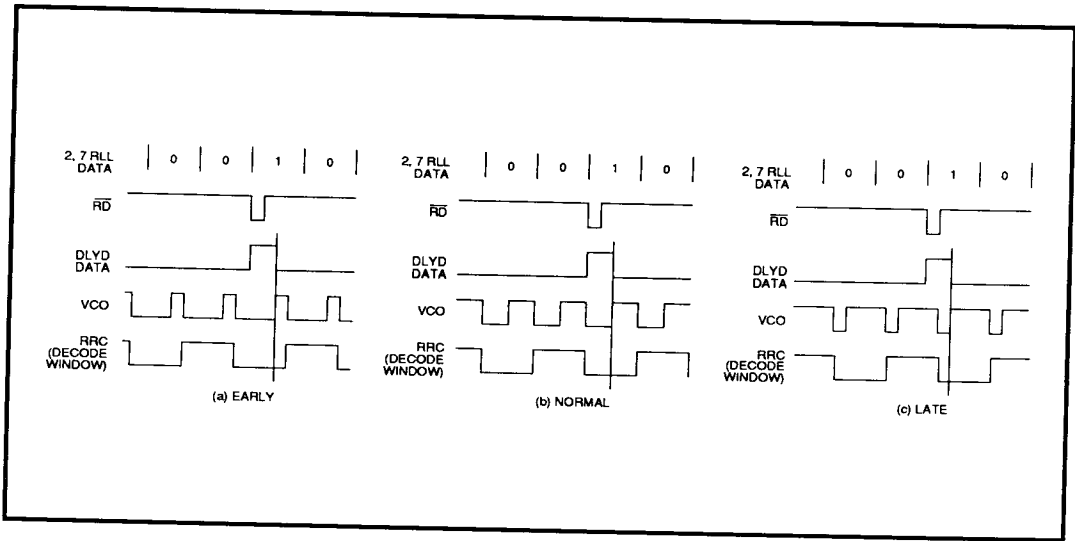 2, 7 RLL
DATA
0 0 1 0
RD
DLYD
DATA
VCO
RRC
(DECODE
WINDOW)
(a) EARLY
2, 7 RLL
DATA
0 0 1 0
RD
DLYD
DATA
VCO
RRC
(DECODE
WINDOW)
(b) NORMAL
2, 7 RLL
DATA
0 0 1 0
RD
DLYD
DATA
VCO
RRC
(DECODE
WINDOW)
(c) LATE